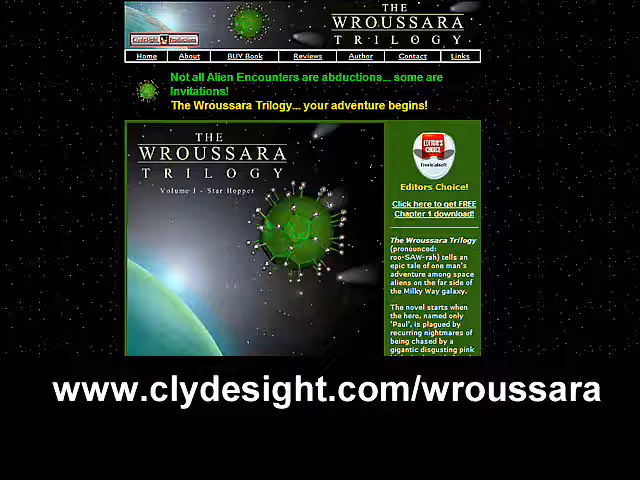 THE
WROUSSARA
TRILOGY
ClydeSight Productions
Home About BUY Book Reviews Author Contact Links
Not all Alien Encounters are abductions... some are
Invitations!
The Wroussara Trilogy... your adventure begins!
THE
WROUSSARA
TRILOGY
Volume I - Star Hopper
EDITOR'S
CHOICE
Editors Choice!
Click here to get FREE
Chapter 1 download!
The Wroussara Trilogy
(pronounced:
roo-SAW-rah) tells an
epic tale of one man's
adventure among space
aliens on the far side of
the Milky Way galaxy.
The novel starts when
the hero, named only
'Paul', is plagued by
recurring nightmares of
being chased by a
gigantic disgusting pink
www.clydesight.com/wroussara